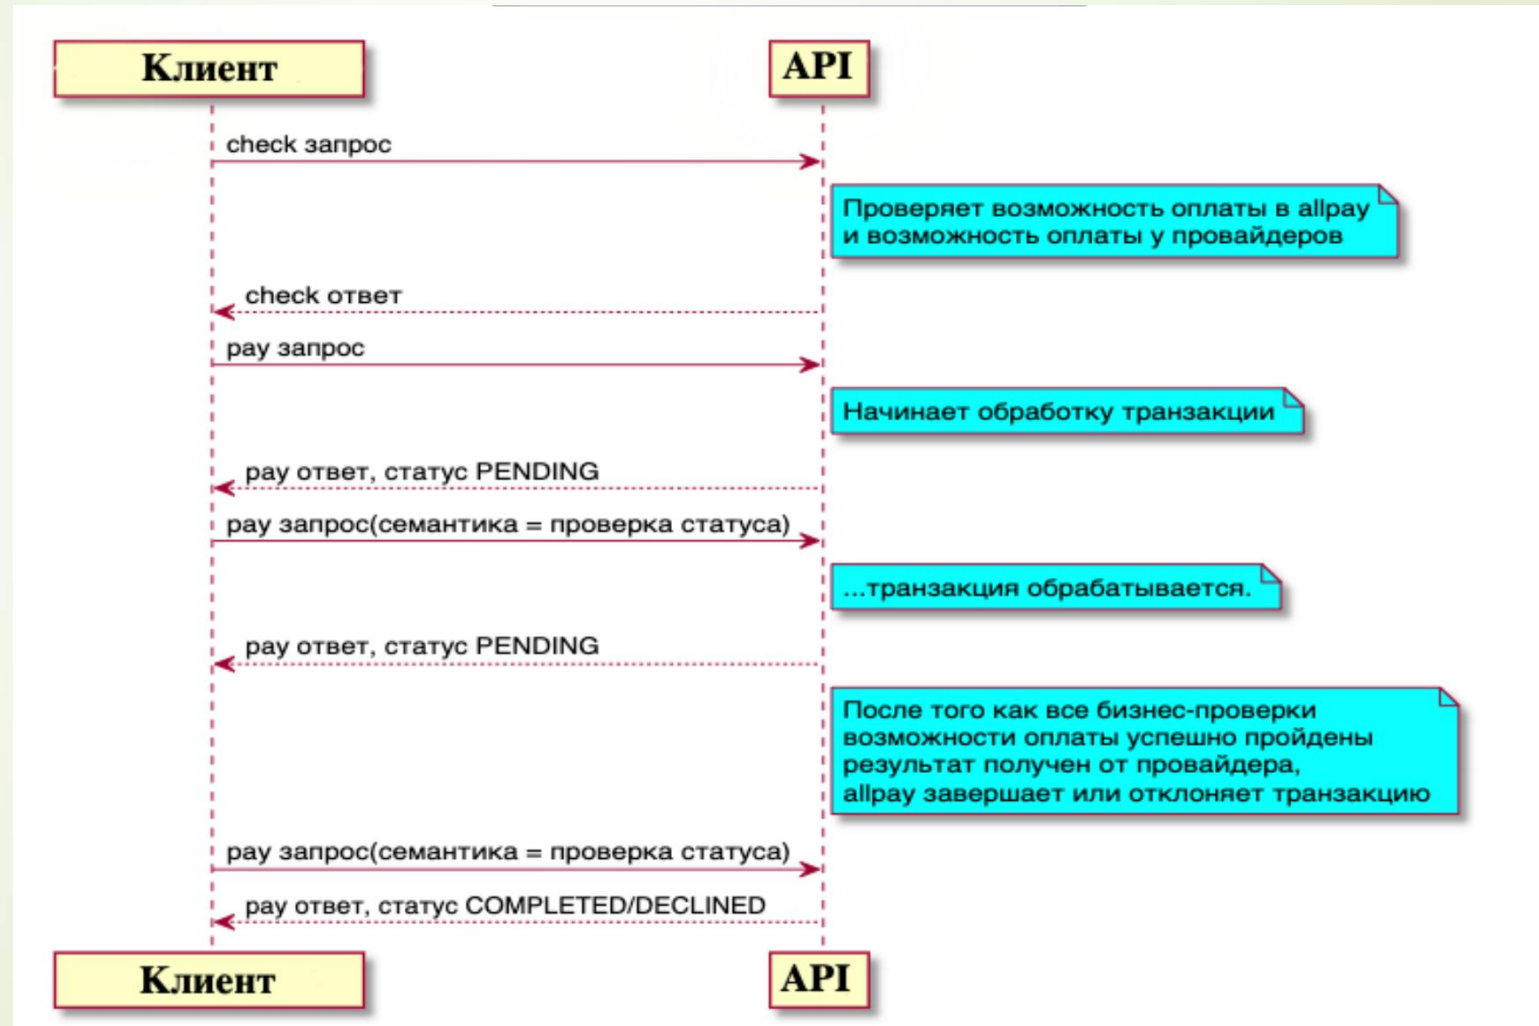 Клиент
API
check запрос
Проверяет возможность оплаты в allpay
и возможность оплаты у провайдеров
check ответ
pay запрос
Начинает обработку транзакции
pay ответ, статус PENDING
pay запрос(семантика = проверка статуса)
...транзакция обрабатывается.
pay ответ, статус PENDING
После того как все бизнес-проверки
возможности оплаты успешно пройдены
результат получен от провайдера,
allpay завершает или отклоняет транзакцию
pay запрос(семантика = проверка статуса)
pay ответ, статус COMPLETED/DECLINED
Клиент
API